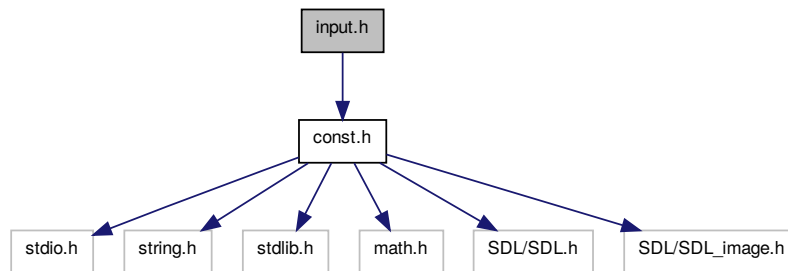 input.h
const.h
stdio.h
string.h
stdlib.h
math.h
SDL/SDL.h
SDL/SDL_image.h